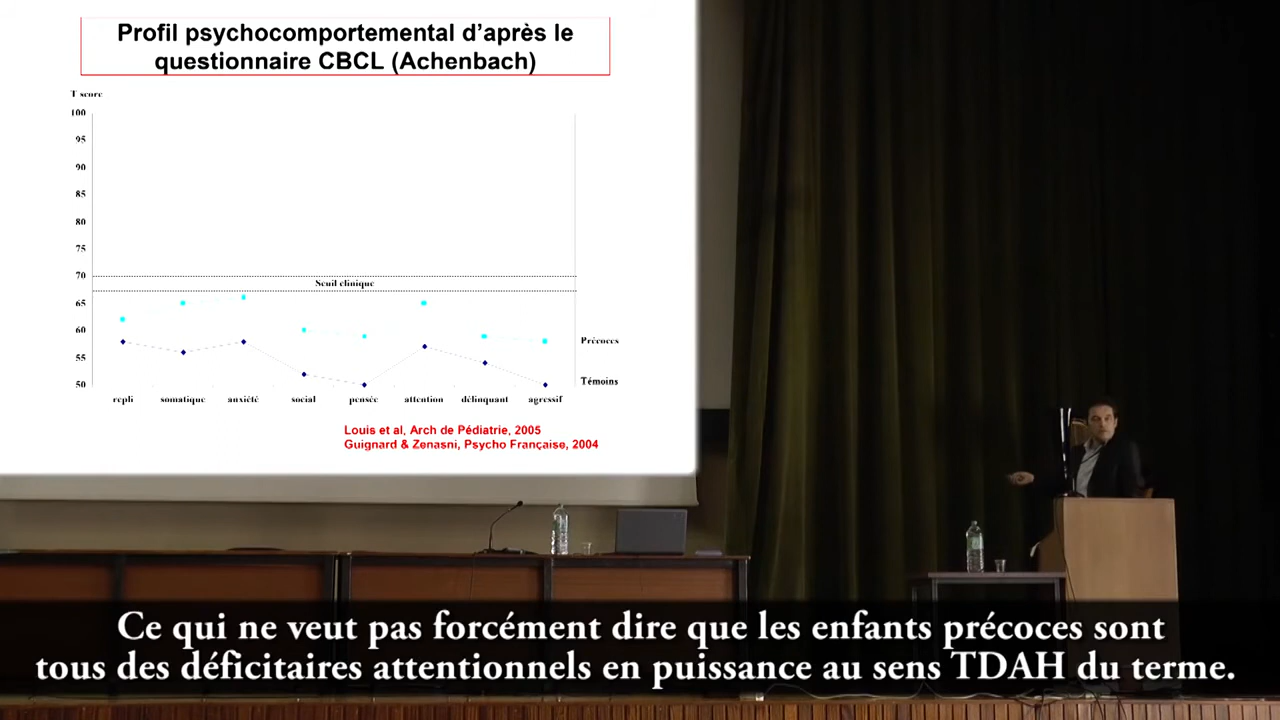 Profil psychocomportemental d'après le
questionnaire CBCL (Achenbach)
T score
100
95
90
85
80
75
70
Seuil clinique
65
60
Précoces
55
50
Témoins
repli somatique anxiété social pensée attention délinquant agressif
Louis et al, Arch de Pédiatrie, 2005
Guignard & Zenasni, Psycho Française, 2004
Ce qui ne veut pas forcément dire que les enfants précoces sont
tous des déficitaires attentionnels en puissance au sens TDAH du terme.